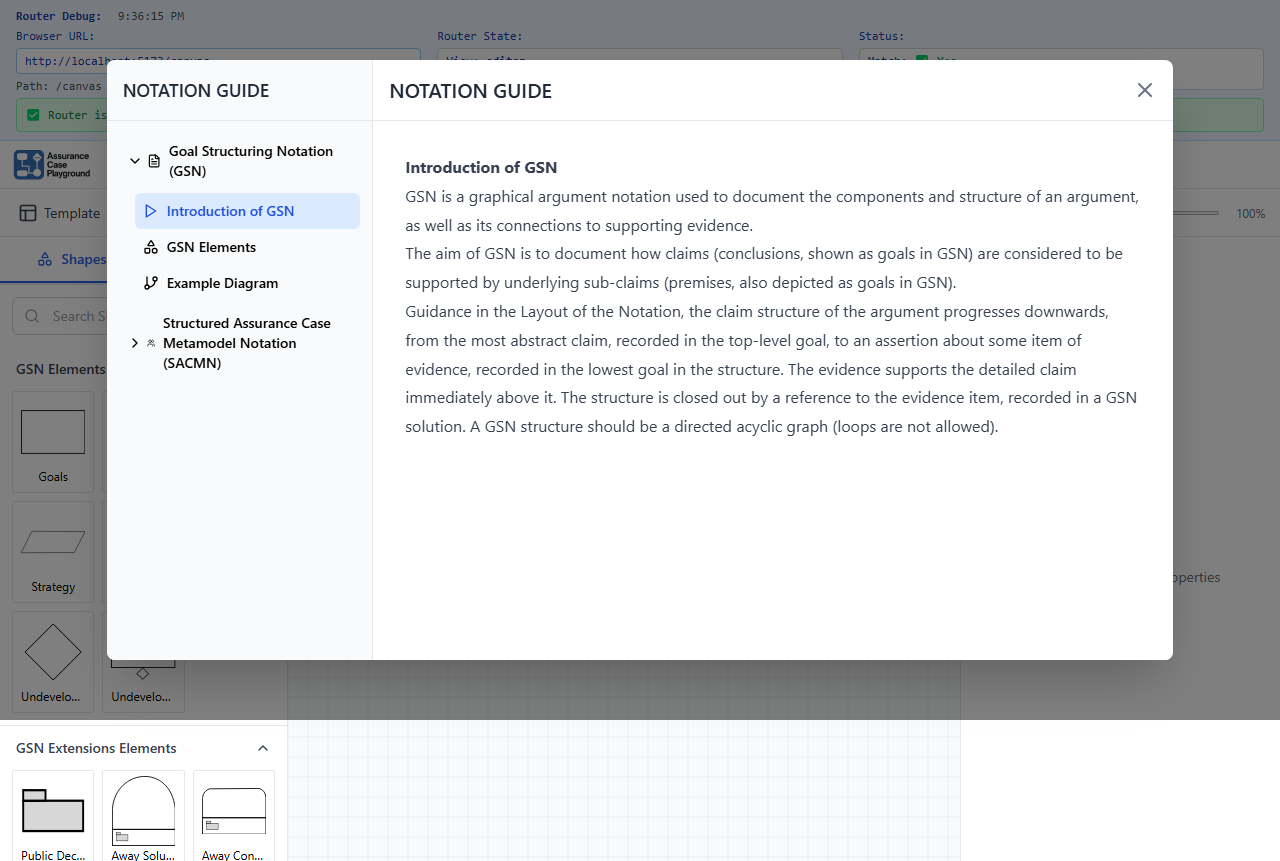 Router Debug: 9:36:15 PM
Browser URL:
Router State:
Status:
Path: /canvas
Router is
Assurance
Case
Playground
Template
100%
Shapes
Search
GSN Elements
Goals
Strategy
Undevelo...
Undevelo...
GSN Extensions Elements
Public Dec...
Away Solu...
Away Con...
NOTATION GUIDE
Goal Structuring Notation
(GSN)
Introduction of GSN
GSN Elements
Example Diagram
Structured Assurance Case
Metamodel Notation
(SACMN)
NOTATION GUIDE
Introduction of GSN
GSN is a graphical argument notation used to document the components and structure of an argument,
as well as its connections to supporting evidence.
The aim of GSN is to document how claims (conclusions, shown as goals in GSN) are considered to be
supported by underlying sub-claims (premises, also depicted as goals in GSN).
Guidance in the Layout of the Notation, the claim structure of the argument progresses downwards,
from the most abstract claim, recorded in the top-level goal, to an assertion about some item of
evidence, recorded in the lowest goal in the structure. The evidence supports the detailed claim
immediately above it. The structure is closed out by a reference to the evidence item, recorded in a GSN
solution. A GSN structure should be a directed acyclic graph (loops are not allowed).